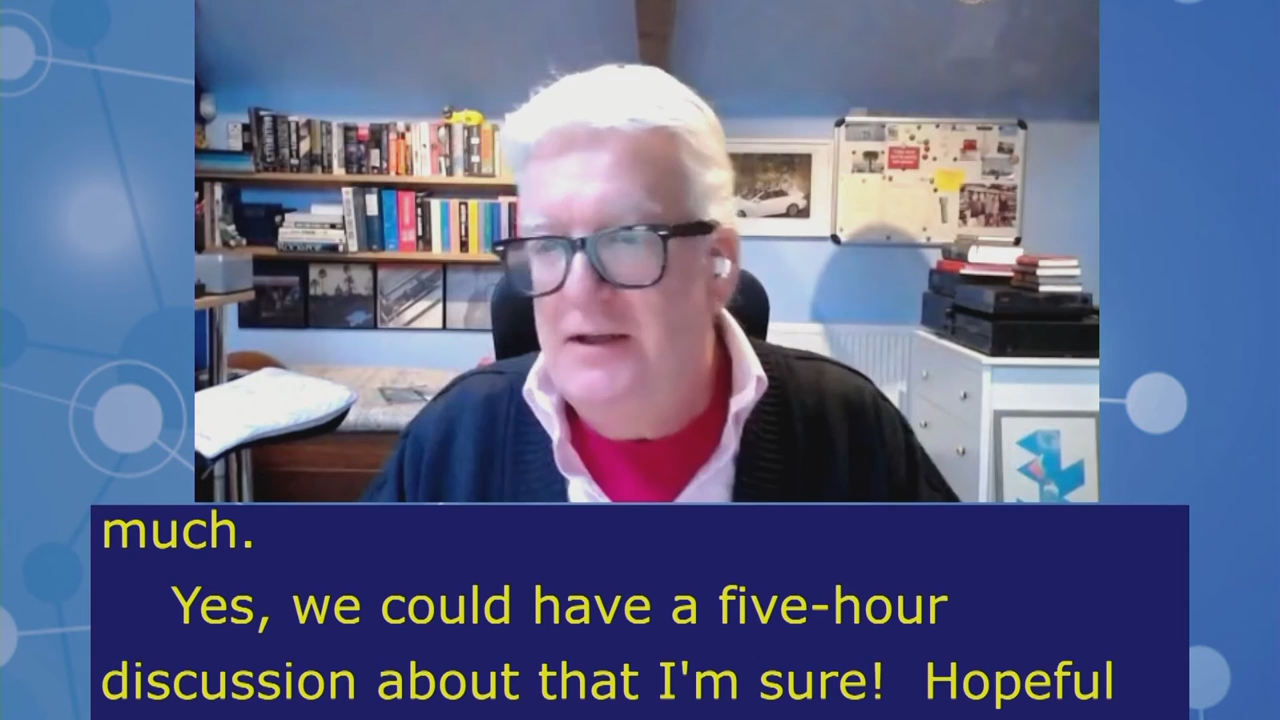 much.
Yes, we could have a five-hour
discussion about that I'm sure!  Hopeful